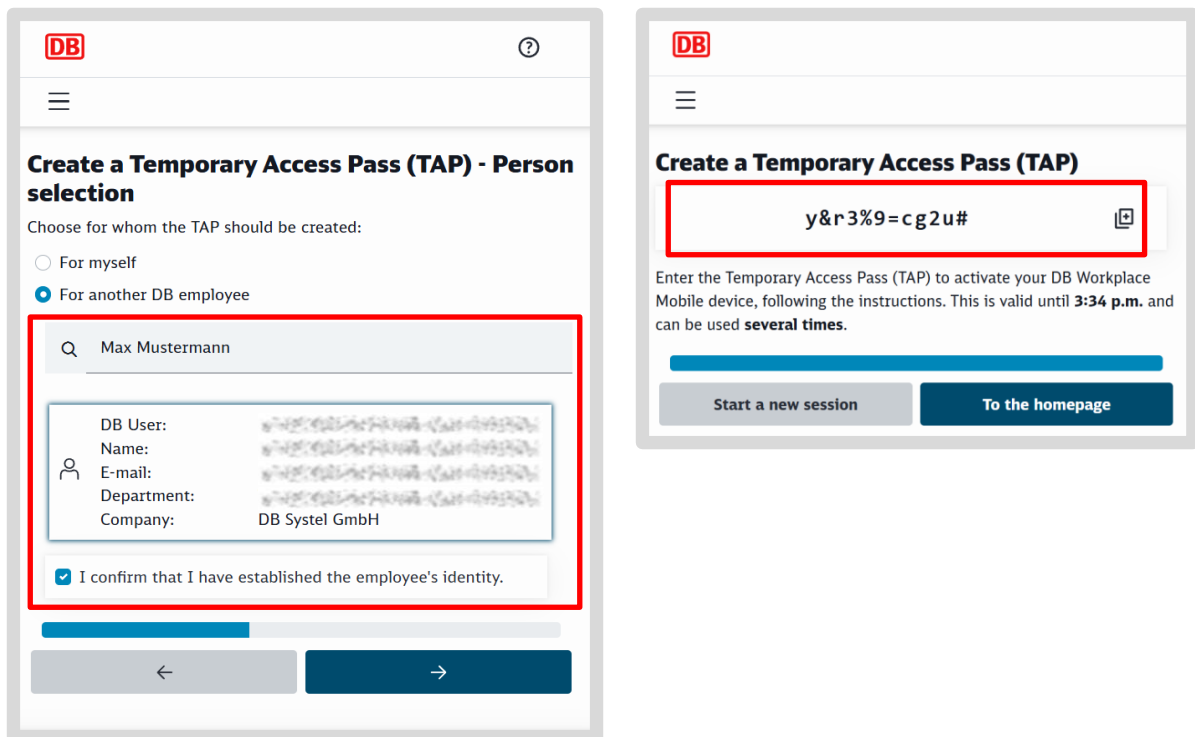 DB
Create a Temporary Access Pass (TAP) - Person
selection
Choose for whom the TAP should be created:
For myself
For another DB employee
Max Mustermann
DB User:
Name:
E-mail:
Department:
Company: DB Systel GmbH
I confirm that I have established the employee's identity.
DB
Create a Temporary Access Pass (TAP)
y&r3%9=cg2u#
Enter the Temporary Access Pass (TAP) to activate your DB Workplace
Mobile device, following the instructions. This is valid until 3:34 p.m. and
can be used several times.
Start a new session
To the homepage